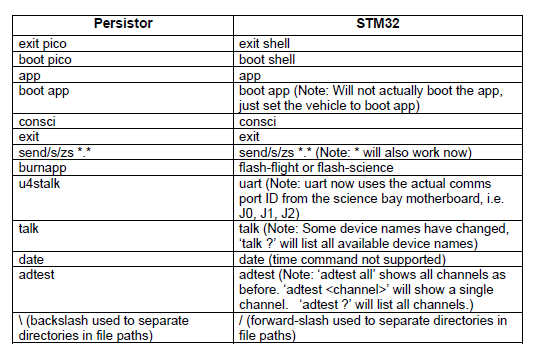 Persistor STM32
exit pico exit shell
boot pico boot shell
app app
boot app boot app (Note: Will not actually boot the app,
just set the vehicle to boot app)
consci consci
exit exit
send/s/zs *.* send/s/zs *.* (Note: * will also work now)
burnapp flash-flight or flash-science
u4stalk uart (Note: uart now uses the actual comms
port ID from the science bay motherboard, i.e.
J0, J1, J2)
talk talk (Note: Some device names have changed,
‘talk ?’ will list all available device names)
date date (time command not supported)
adtest adtest (Note: ‘adtest all’ shows all channels as
before. ‘adtest <channel>’ will show a single
channel. ‘adtest ?’ will list all channels.)
\ (backslash used to separate / (forward-slash used to separate directories in
directories in file paths) file paths)